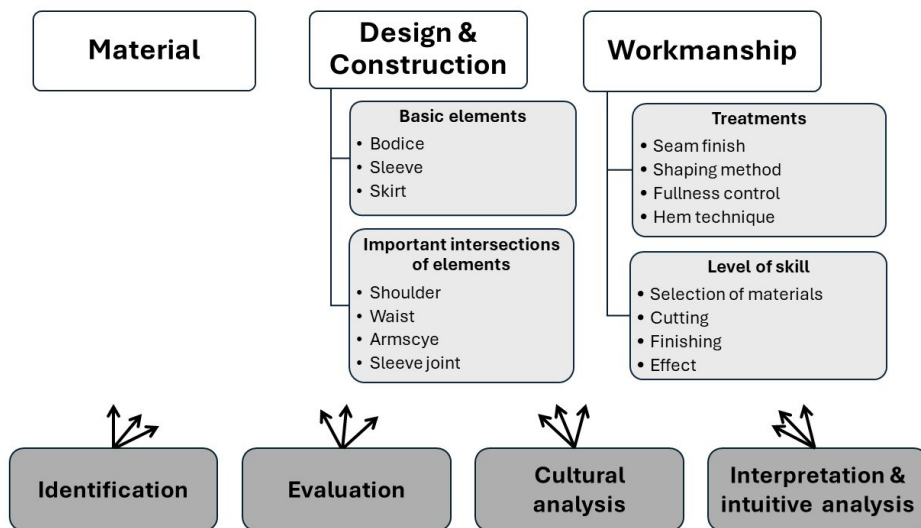 Material
Design &
Construction
Workmanship
Basic elements
• Bodice
• Sleeve
• Skirt
Important intersections
of elements
• Shoulder
• Waist
• Armscye
• Sleeve joint
Treatments
• Seam finish
• Shaping method
• Fullness control
• Hem technique
Level of skill
• Selection of materials
• Cutting
• Finishing
• Effect
Identification
Evaluation
Cultural
analysis
Interpretation &
intuitive analysis